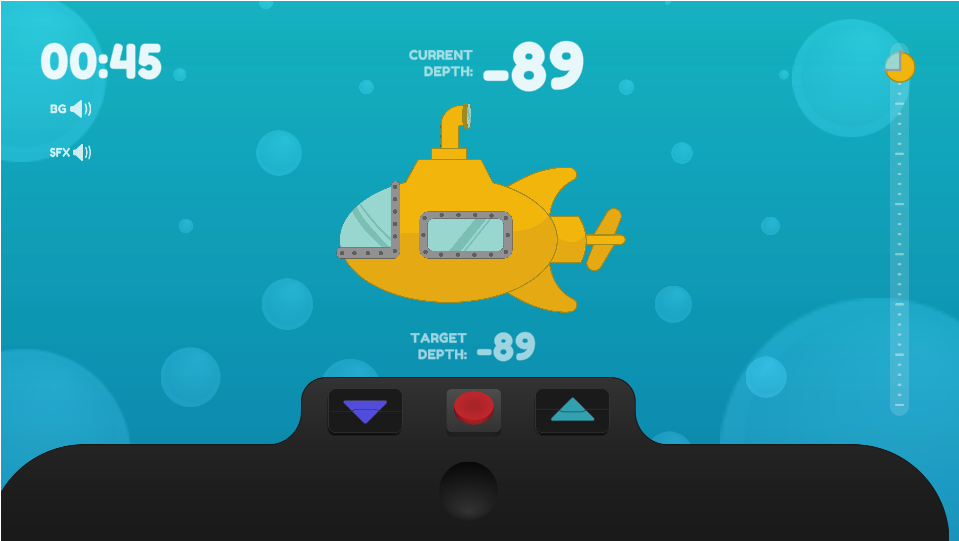 00:45
CURRENT
DEPTH: -89
BG
SFX
TARGET
DEPTH: -89